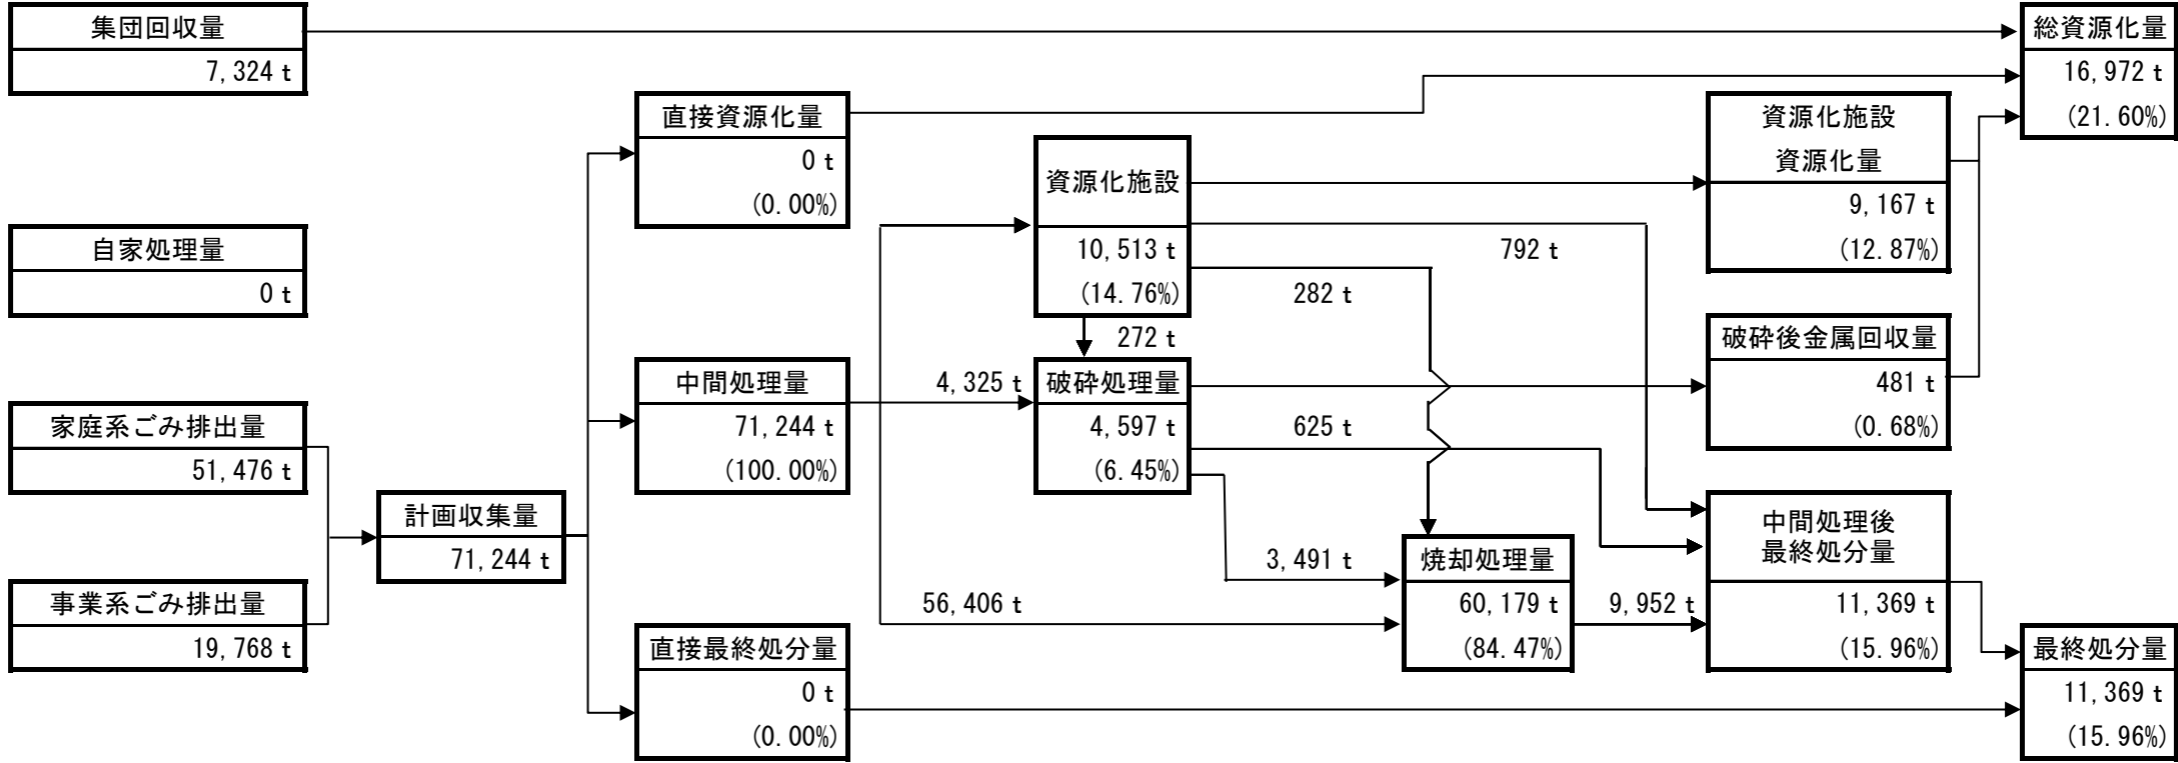 集団回収量
7,324 t
総資源化量
16,972 t
(21.60%)
直接資源化量
0 t
(0.00%)
資源化施設
資源化量
9,167 t
(12.87%)
資源化施設
10,513 t
(14.76%)
792 t
282 t
272 t
自家処理量
0 t
破砕後金属回収量
481 t
(0.68%)
中間処理量
71,244 t
(100.00%)
4,325 t
破砕処理量
4,597 t
(6.45%)
625 t
家庭系ごみ排出量
51,476 t
計画収集量
71,244 t
中間処理後
最終処分量
11,369 t
(15.96%)
3,491 t
焼却処理量
60,179 t
(84.47%)
56,406 t
9,952 t
事業系ごみ排出量
19,768 t
直接最終処分量
0 t
(0.00%)
最終処分量
11,369 t
(15.96%)